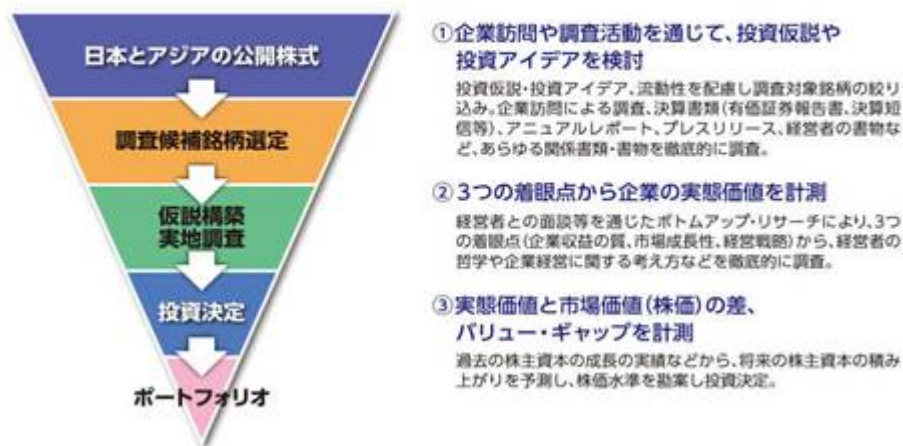 日本とアジアの公開株式
調査候補銘柄選定
仮説構築
実地調査
投資決定
ポートフォリオ
①企業訪問や調査活動を通じて、投資仮説や
投資アイデアを検討
投資仮説・投資アイデア、流動性を配慮し調査対象銘柄の絞り
込み。企業訪問による調査、決算書類(有価証券報告書、決算短
信等)、アニュアルレポート、プレスリリース、経営者の書物な
ど、あらゆる関係書類・書物を徹底的に調査。
②3つの着眼点から企業の実態価値を計測
経営者との面談等を通じたボトムアップ・リサーチにより、3つ
の着眼点(企業収益の質、市場成長性、経営戦略)から、経営者の
哲学や企業経営に関する考え方などを徹底的に調査。
③実態価値と市場価値(株価)の差、
バリュー・ギャップを計測
過去の株主資本の成長の実績などから、将来の株主資本の積み
上がりを予測し、株価水準を勘案し投資決定。